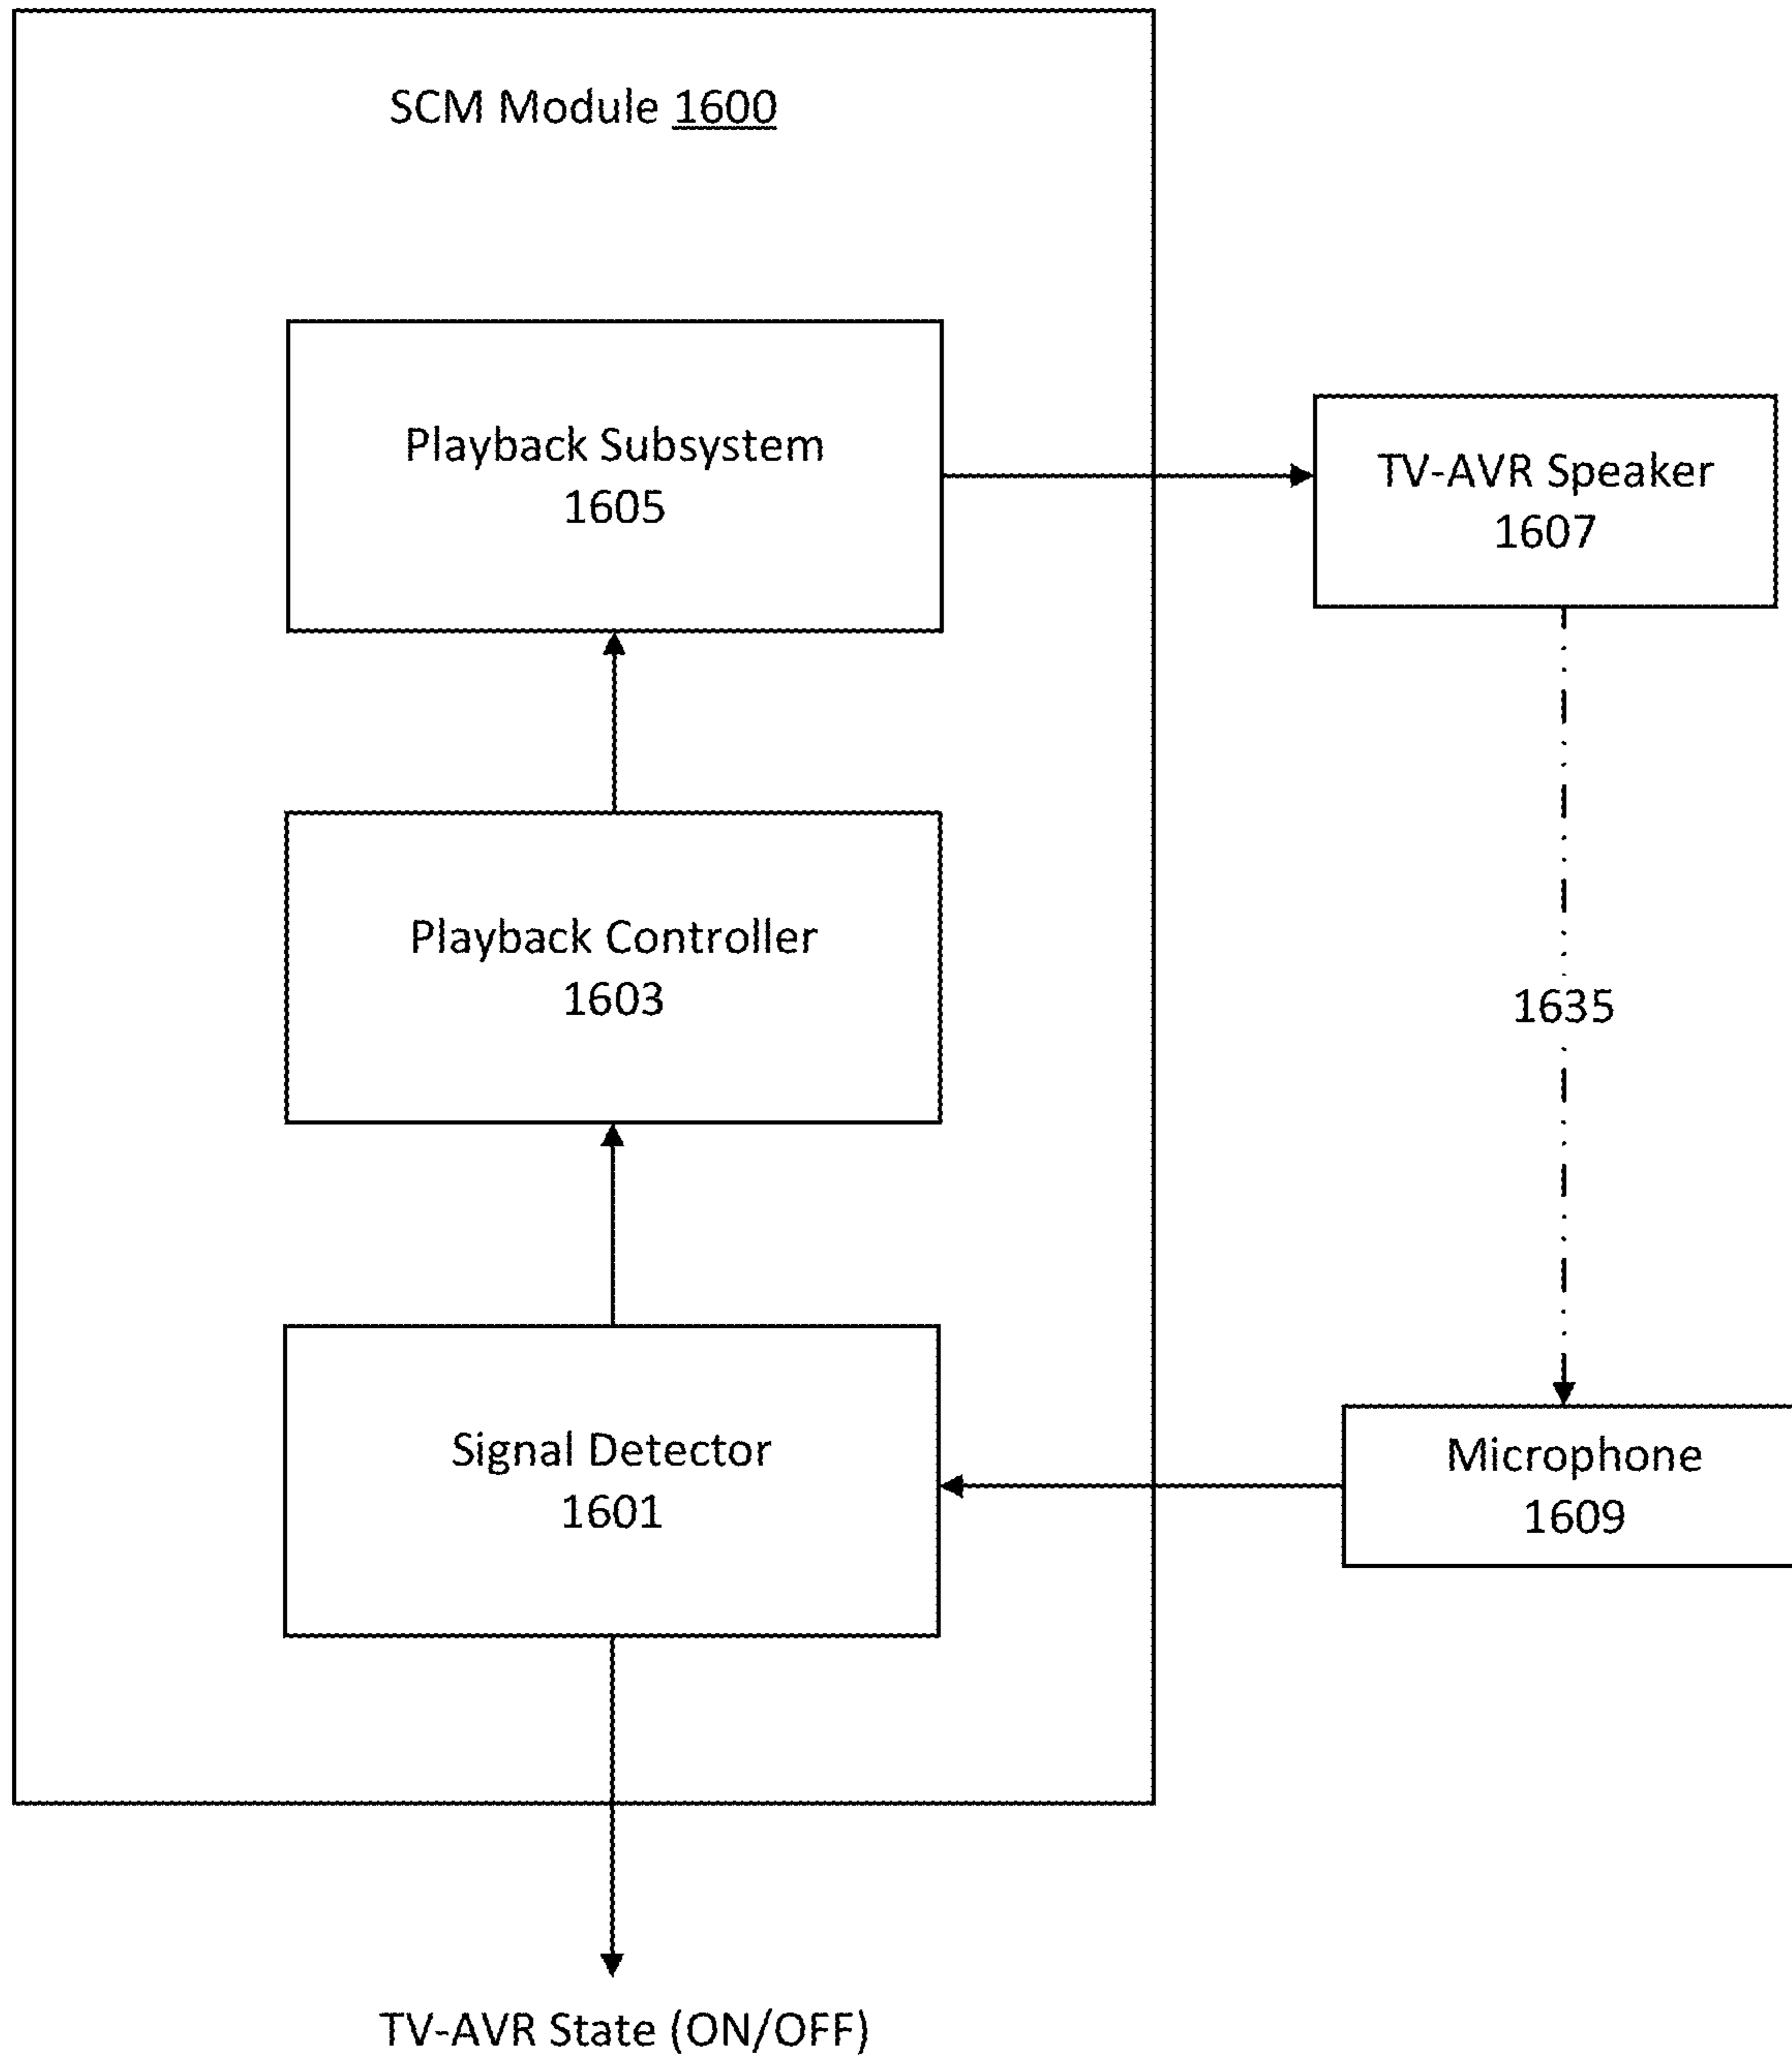 SCM Module 1600
Playback Subsystem
1605
TV-AVR Speaker
1607
Playback Controller
1603
1635
Signal Detector
1601
Microphone
1609
TV-AVR State (ON/OFF)